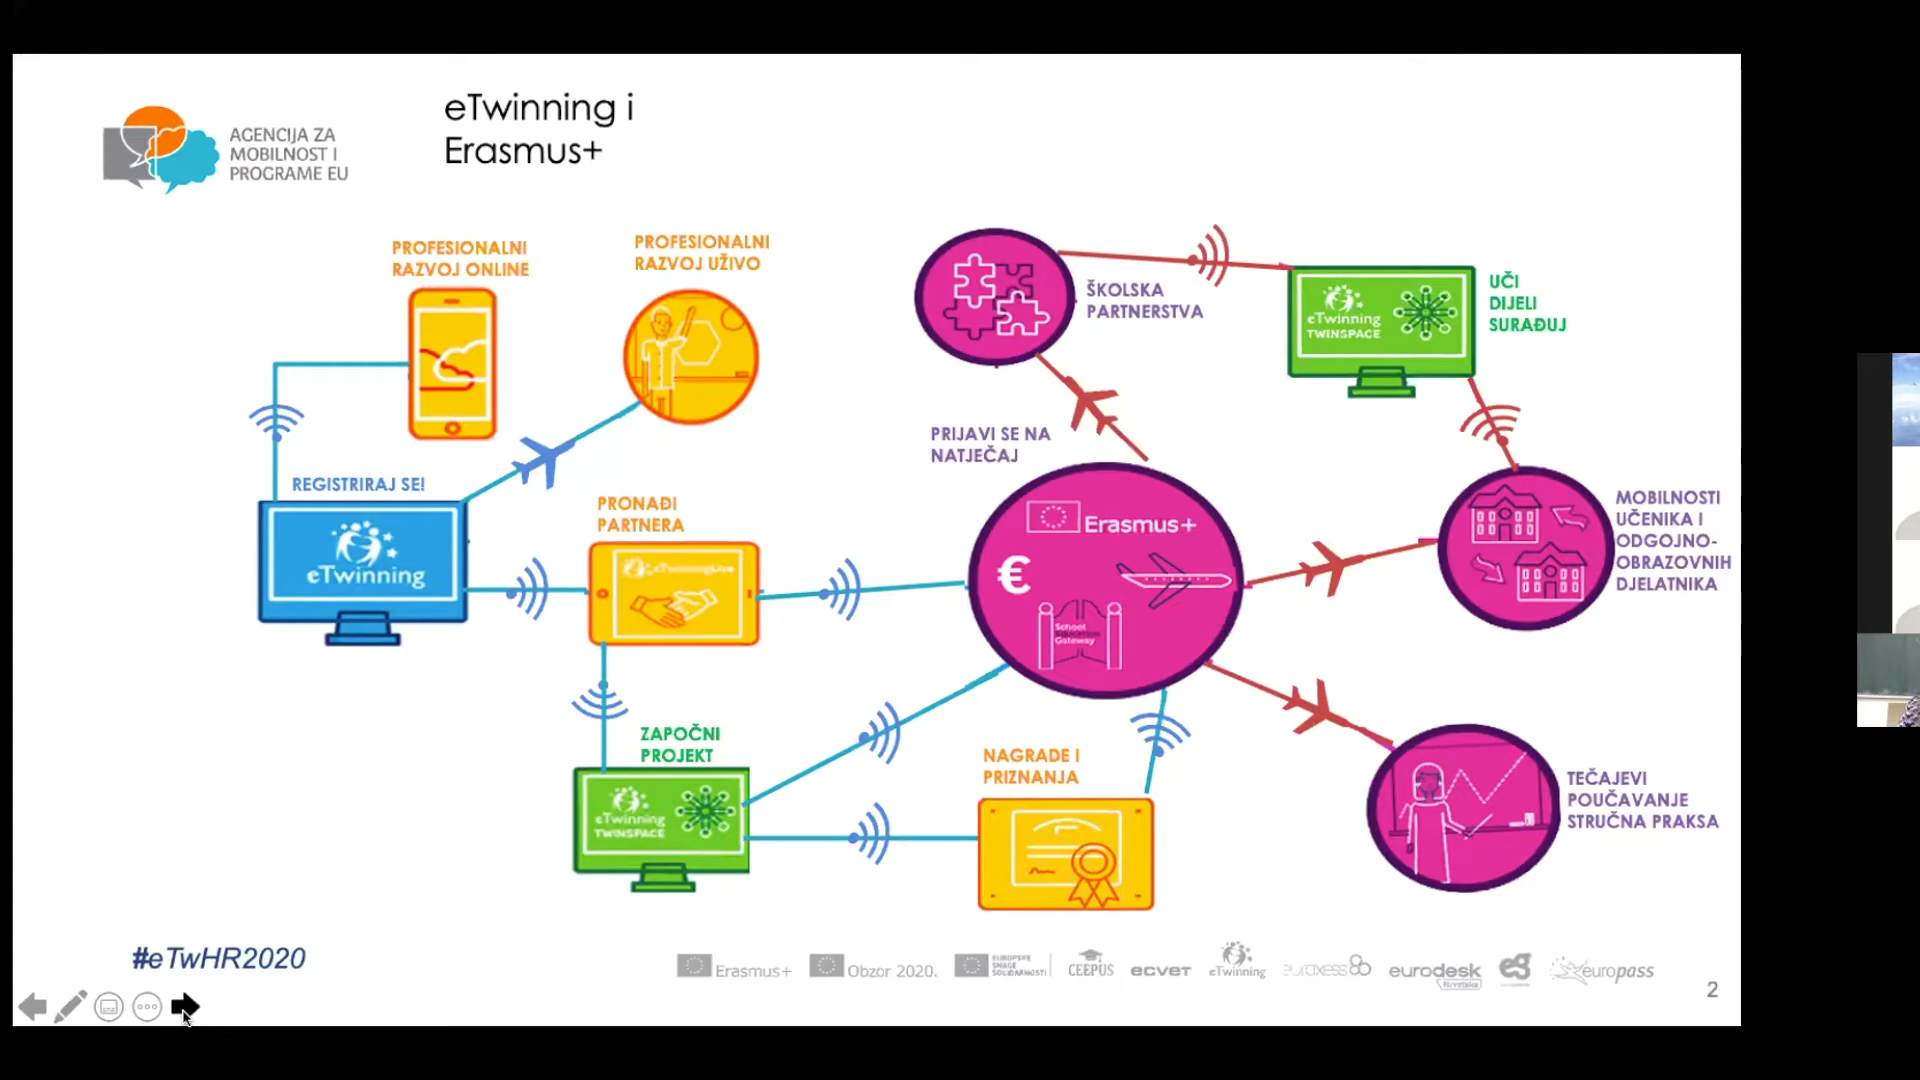 eTwinning i
Erasmus+
AGENCIJA ZA
MOBILNOST I
PROGRAME EU
PROFESIONALNI
RAZVOJ ONLINE
PROFESIONALNI
RAZVOJ UŽIVO
ŠKOLSKA
PARTNERSTVA
eTwinning
TWINSPACE
UČI
DIJELI
SURAĐUJ
REGISTRIRAJ SE!
eTwinning
PRONAĐI
PARTNERA
eTwinningLive
PRIJAVI SE NA
NATJEČAJ
Erasmus+
€
School
Education
Gateway
MOBILNOSTI
UČENIKA I
ODGOJNO-
OBRAZOVNIH
DJELATNIKA
ZAPOČNI
PROJEKT
eTwinning
TWINSPACE
NAGRADE I
PRIZNANJA
TEČAJEVI
POUČAVANJE
STRUČNA PRAKSA
#eTwHR2020
Erasmus+
Obzor 2020.
EUROPSKE
SNAGE
SOLIDARNOSTI
CEEPUS
ecvet
eTwinning
euraxess
eurodesk
Hrvatska
europass
2